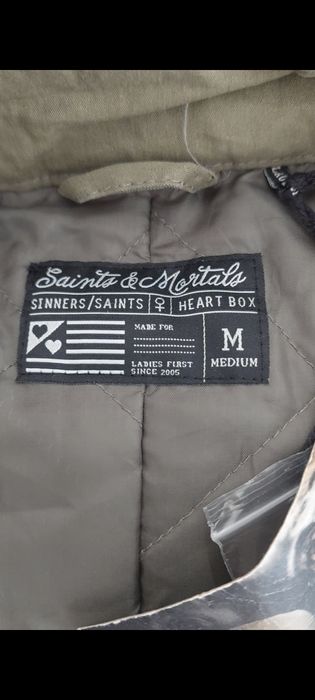 Saints & Mortals
SINNERS/SAINTS ♀ HEART BOX
MADE FOR
LADIES FIRST
SINCE 2005
M
MEDIUM